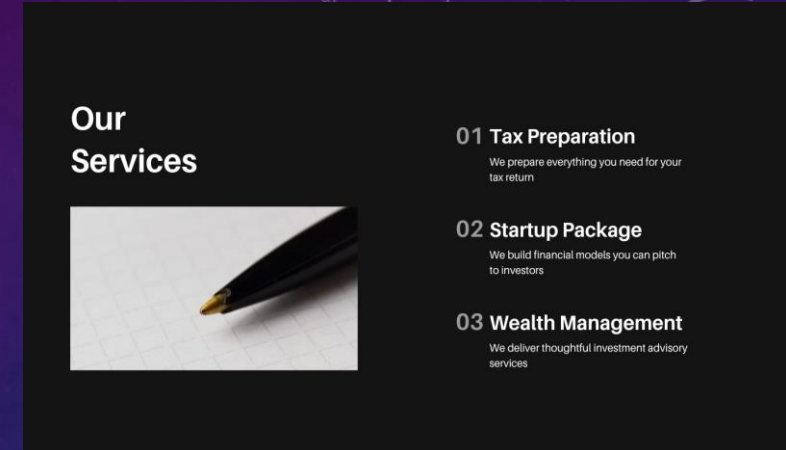 Our
Services
01 Tax Preparation
We prepare everything you need for your
tax return
02 Startup Package
We build financial models you can pitch
to investors
03 Wealth Management
We deliver thoughtful investment advisory
services